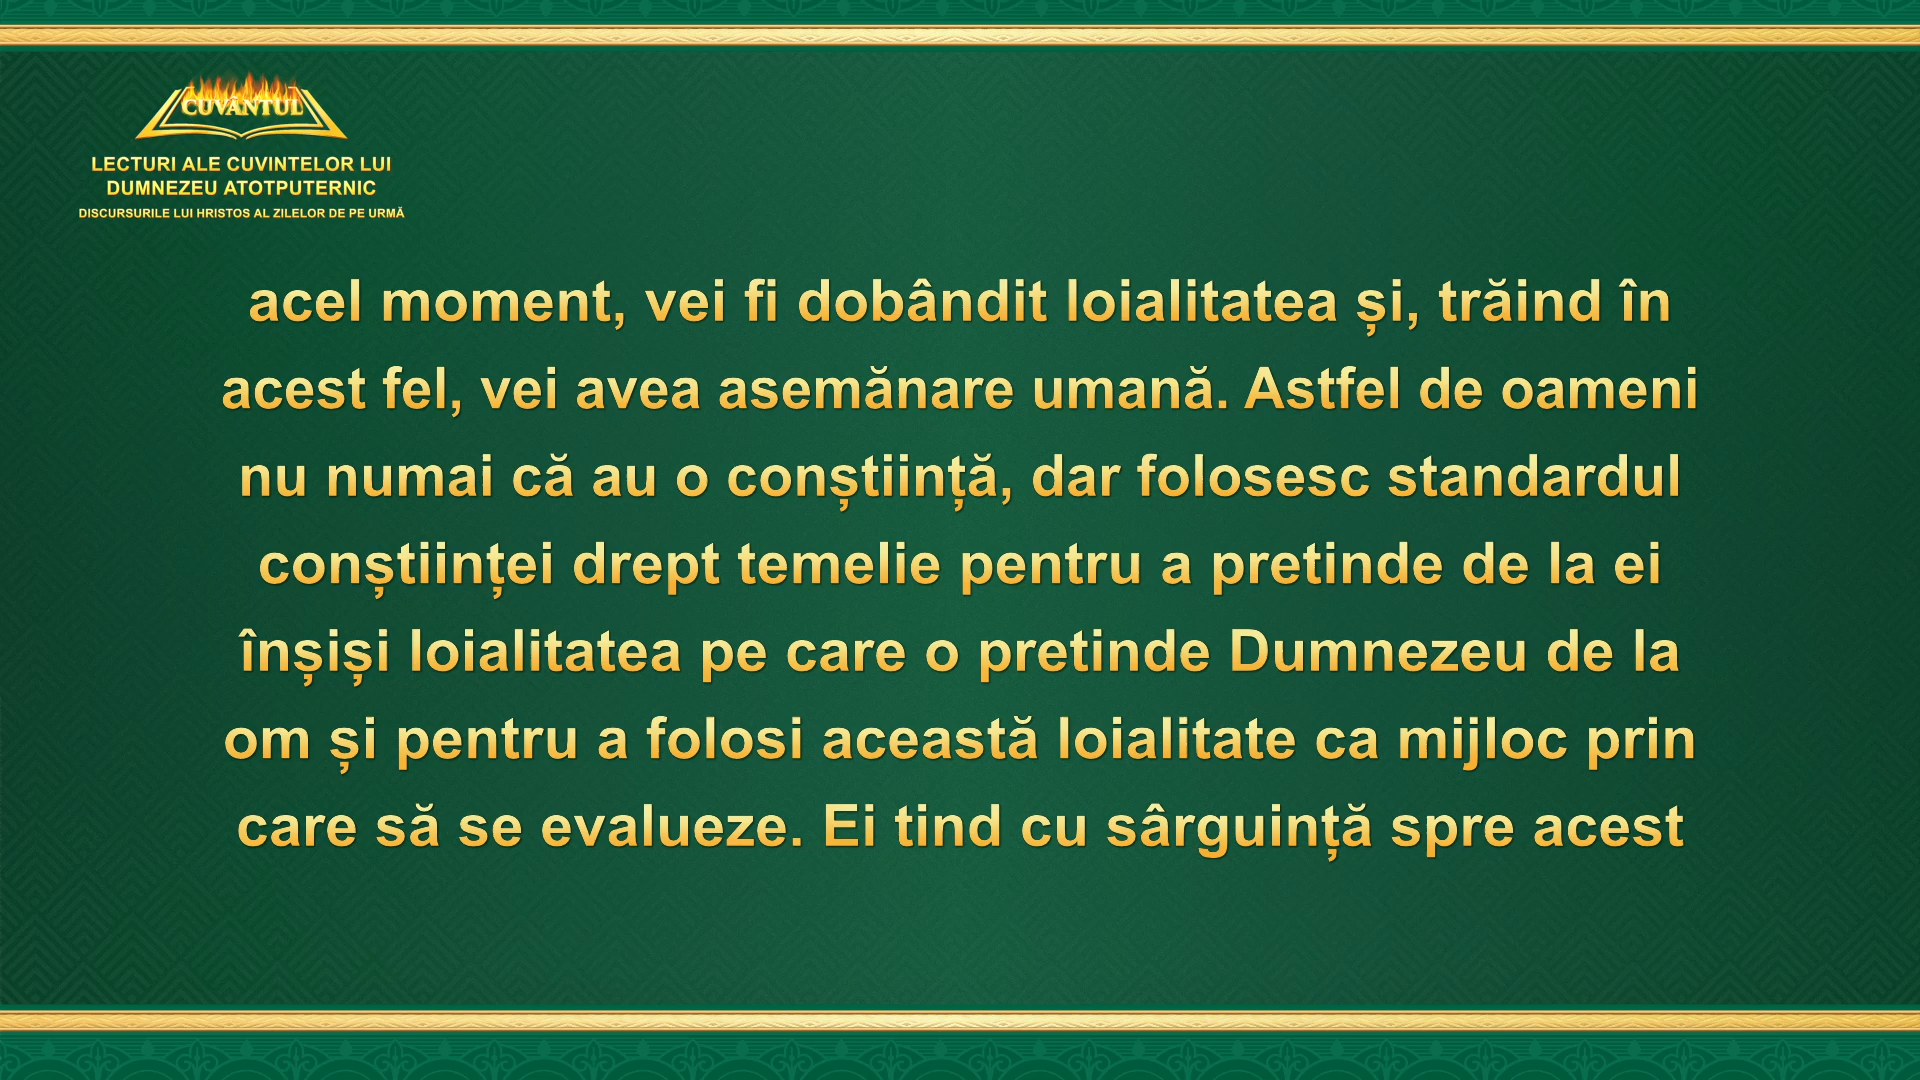 CUVÂNTUL
LECTURI ALE CUVINTELOR LUI
DUMNEZEU ATOTPUTERNIC
DISCURSURILE LUI HRISTOS AL ZILELOR DE PE URMĂ
acel moment, vei fi dobândit loialitatea și, trăind în
acest fel, vei avea asemănare umană. Astfel de oameni
nu numai că au o conștiință, dar folosesc standardul
conștiinței drept temelie pentru a pretinde de la ei
înșiși loialitatea pe care o pretinde Dumnezeu de la
om și pentru a folosi această loialitate ca mijloc prin
care să se evalueze. Ei tind cu sârguință spre acest